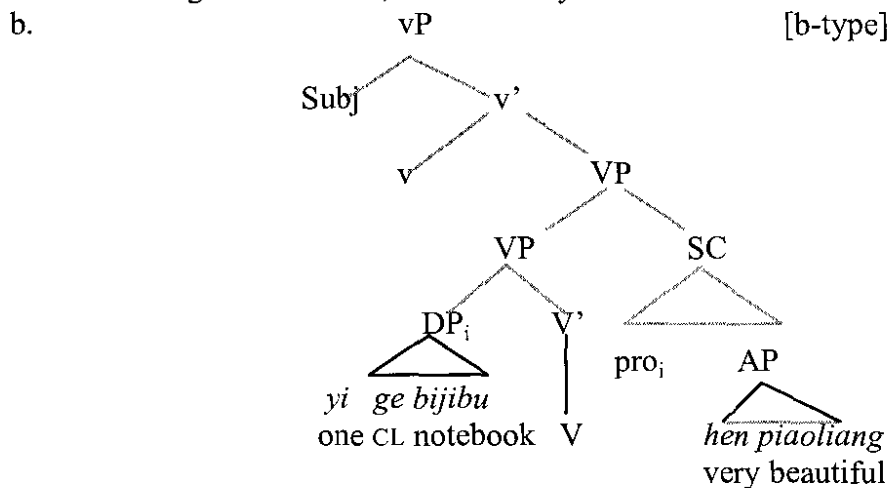 b. vP [b-type]
Subj v'
v VP
VP SC
DPi V'
proi AP
yi ge bijibu hen piaoliang
one CL notebook V very beautiful